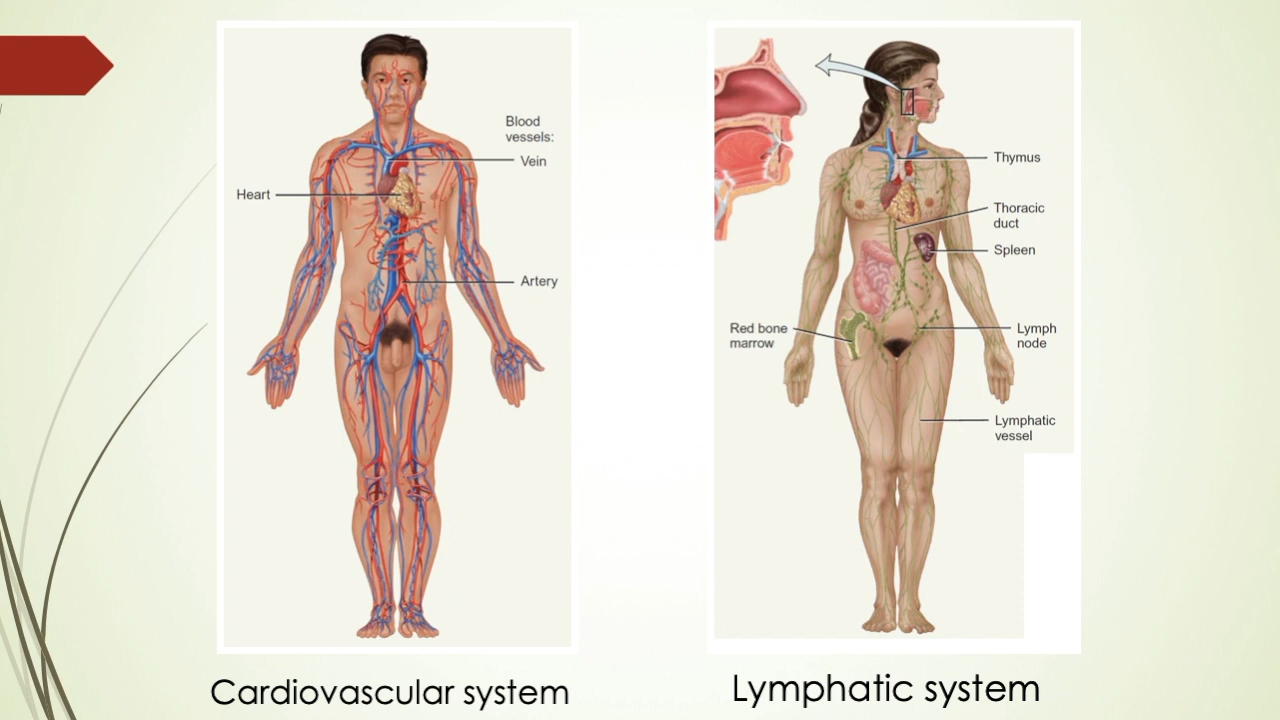 Blood
vessels:
Vein
Heart
Artery
Cardiovascular system
Thymus
Thoracic
duct
Spleen
Red bone
marrow
Lymph
node
Lymphatic
vessel
Lymphatic system